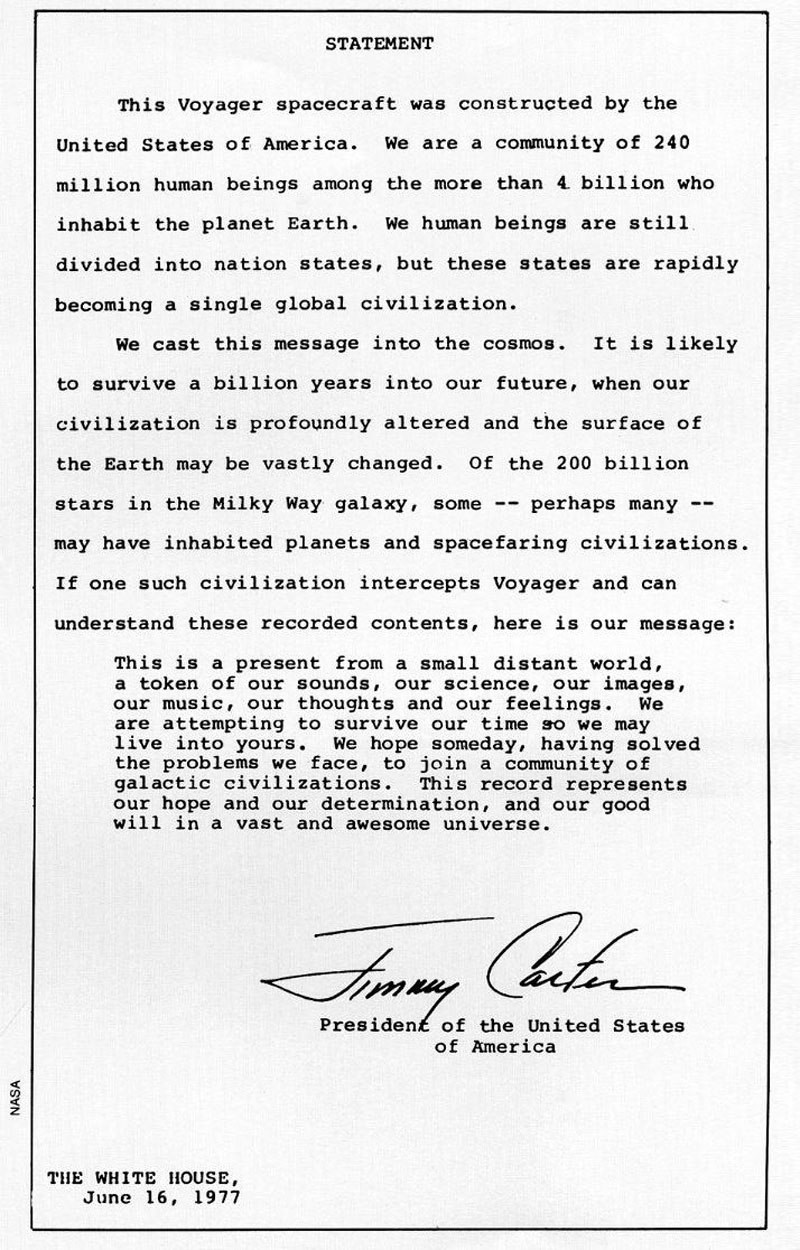 STATEMENT
This Voyager spacecraft was constructed by the
United States of America. We are a community of 240
million human beings among the more than 4 billion who
inhabit the planet Earth. We human beings are still
divided into nation states, but these states are rapidly
becoming a single global civilization.
We cast this message into the cosmos. It is likely
to survive a billion years into our future, when our
civilization is profoundly altered and the surface of
the Earth may be vastly changed. Of the 200 billion
stars in the Milky Way galaxy, some -- perhaps many --
may have inhabited planets and spacefaring civilizations.
If one such civilization intercepts Voyager and can
understand these recorded contents, here is our message:
This is a present from a small distant world,
a token of our sounds, our science, our images,
our music, our thoughts and our feelings. We
are attempting to survive our time so we may
live into yours. We hope someday, having solved
the problems we face, to join a community of
galactic civilizations. This record represents
our hope and our determination, and our good
will in a vast and awesome universe.
Jimmy Carter
President of the United States
of America
NASA
THE WHITE HOUSE,
June 16, 1977